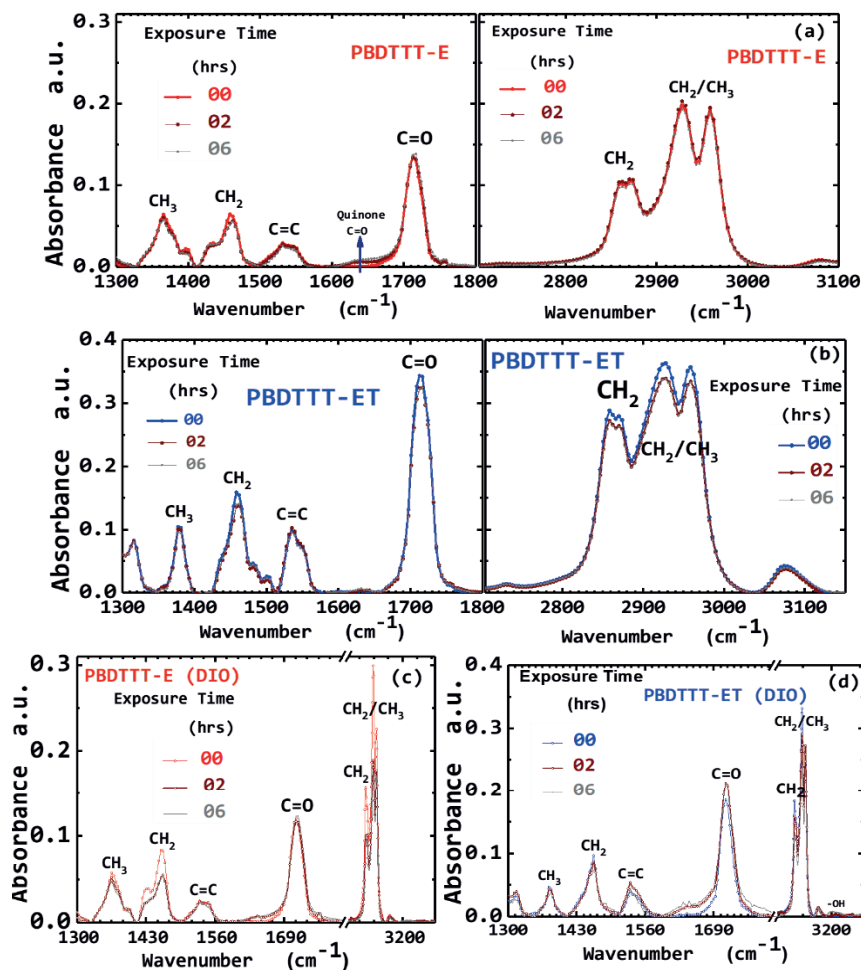 Exposure Time
(hrs)
00
02
06
PBDTTT-E
CH3
CH2
C=C
Quinone
C=O
C=O
Absorbance a.u.
0.3
0.2
0.1
0.0
1300 1400 1500 1600 1700 1800
Wavenumber (cm-1)
(a)
Exposure Time
(hrs)
00
02
06
PBDTTT-E
CH2
CH2/CH3
2800 2900 3000 3100
Wavenumber (cm-1)
Exposure Time
(hrs)
00
02
06
PBDTTT-ET
CH3
CH2
C=C
C=O
Absorbance a.u.
0.4
0.3
0.2
0.1
0.0
1300 1400 1500 1600 1700 1800
Wavenumber (cm-1)
(b)
PBDTTT-ET
Exposure Time
(hrs)
00
02
06
CH2
CH2/CH3
2800 2900 3000 3100
Wavenumber (cm-1)
(c)
PBDTTT-E (DIO)
Exposure Time
(hrs)
00
02
06
CH3
CH2
C=C
C=O
CH2
CH2/CH3
Absorbance a.u.
0.3
0.2
0.1
0.0
1300 1430 1560 1690 3200
Wavenumber (cm-1)
(d)
Exposure Time
(hrs)
PBDTTT-ET (DIO)
00
02
06
CH3
CH2
C=C
C=O
CH2
CH2/CH3
-OH
Absorbance a.u.
0.4
0.3
0.2
0.1
0.0
1300 1430 1560 1690 3200
Wavenumber (cm-1)